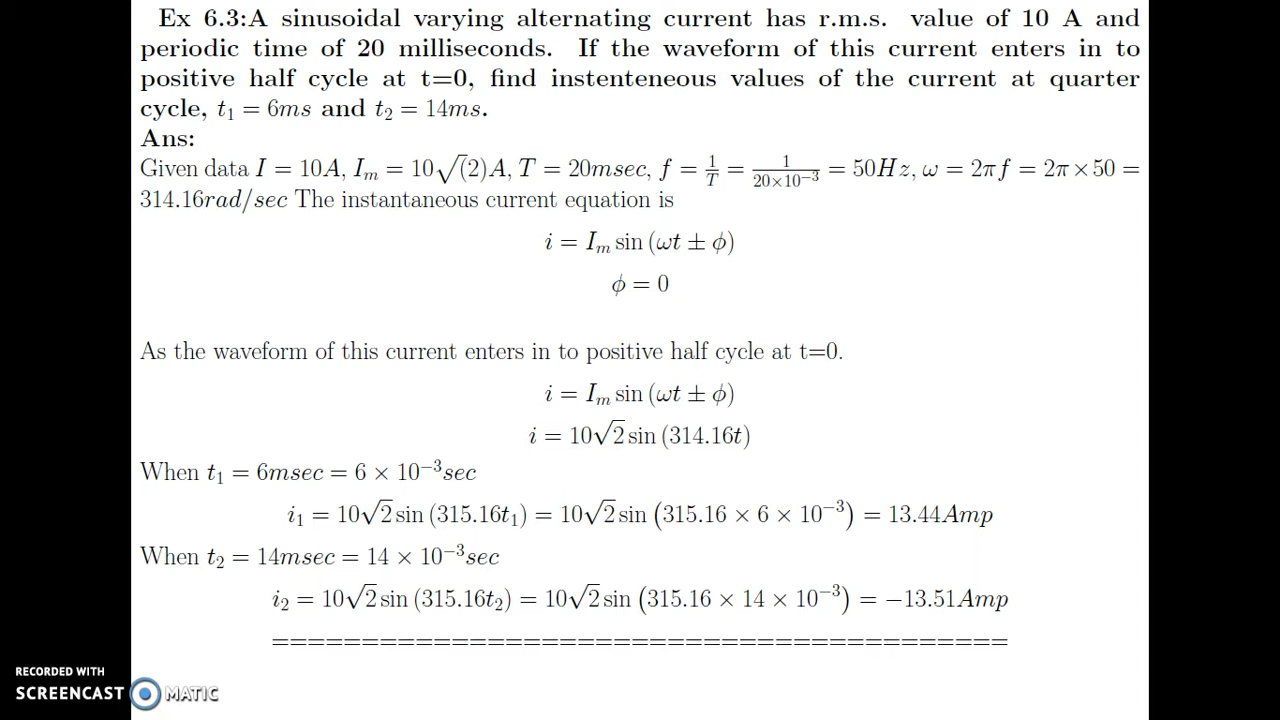 Ex 6.3:A sinusoidal varying alternating current has r.m.s. value of 10 A and
periodic time of 20 milliseconds. If the waveform of this current enters in to
positive half cycle at t=0, find instenteneous values of the current at quarter
cycle, t₁ = 6ms and t₂ = 14ms.
Ans:
Given data I = 10A, Iₘ = 10√(2)A, T = 20msec, f = 1/T = 1/(20×10⁻³) = 50Hz, ω = 2πf = 2π × 50 =
314.16rad/sec The instantaneous current equation is
i = Iₘ sin (ωt ± ϕ)
ϕ = 0
As the waveform of this current enters in to positive half cycle at t=0.
i = Iₘ sin (ωt ± ϕ)
i = 10√2 sin (314.16t)
When t₁ = 6msec = 6 × 10⁻³sec
i₁ = 10√2 sin (315.16t₁) = 10√2 sin (315.16 × 6 × 10⁻³) = 13.44Amp
When t₂ = 14msec = 14 × 10⁻³sec
i₂ = 10√2 sin (315.16t₂) = 10√2 sin (315.16 × 14 × 10⁻³) = −13.51Amp
=========================================
RECORDED WITH
SCREENCAST MATIC